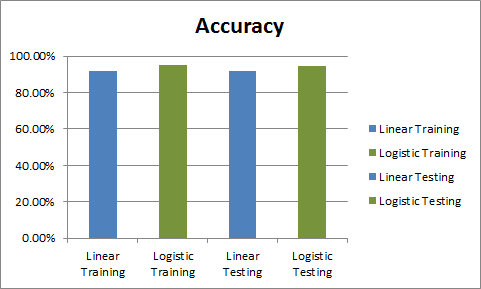 Accuracy
100.00%
80.00%
60.00%
40.00%
20.00%
0.00%
Linear Training
Logistic Training
Linear Testing
Logistic Testing
Linear Training
Logistic Training
Linear Testing
Logistic Testing